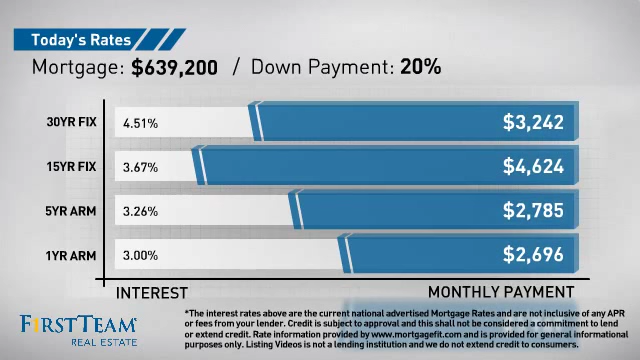 Today's Rates
Mortgage: $639,200 / Down Payment: 20%
30YR FIX 4.51% $3,242
15YR FIX 3.67% $4,624
5YR ARM 3.26% $2,785
1YR ARM 3.00% $2,696
INTEREST MONTHLY PAYMENT
FIRSTTEAM®
REAL ESTATE
*The interest rates above are the current national advertised Mortgage Rates and are not inclusive of any APR
or fees from your lender. Credit is subject to approval and this shall not be considered a commitment to lend
or extend credit. Rate information provided by www.mortgagefit.com and is provided for general informational
purposes only. Listing Videos is not a lending institution and we do not extend credit to consumers.